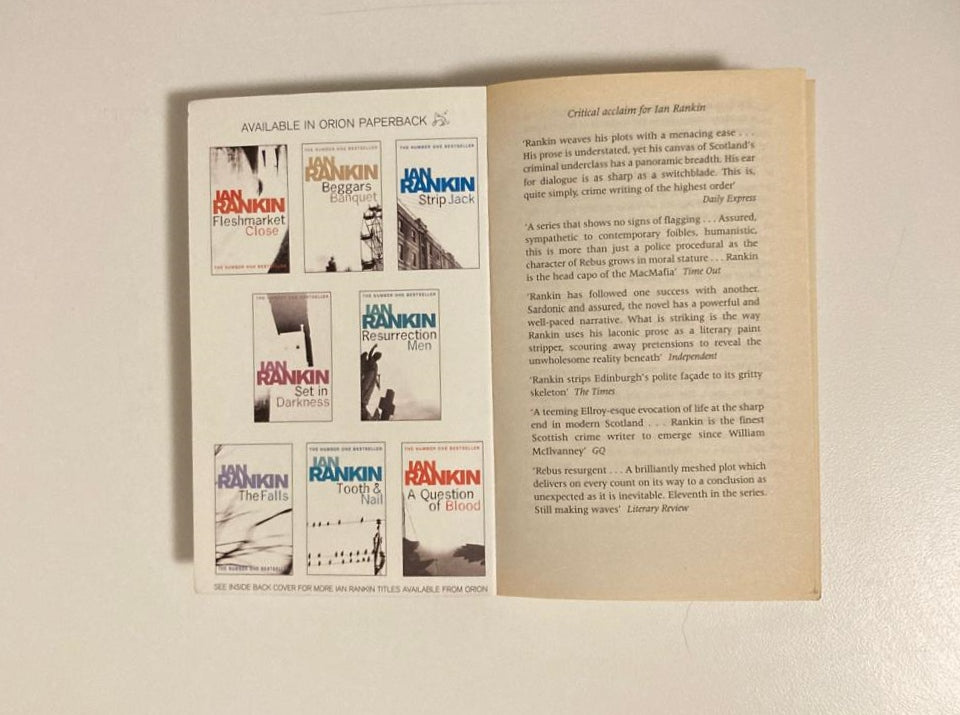 AVAILABLE IN ORION PAPERBACK
IAN
RANKIN
Fleshmarket
Close
THE NUMBER ONE BESTSELLER
THE NUMBER ONE BESTSELLER
IAN
RANKIN
Beggars
Banquet
THE NUMBER ONE BESTSELLER
IAN
RANKIN
Strip Jack
THE NUMBER ONE BESTSELLER
IAN
RANKIN
Set in
Darkness
THE NUMBER ONE BESTSELLER
IAN
RANKIN
Resurrection
Men
IAN
RANKIN
The Falls
THE NUMBER ONE BESTSELLER
THE NUMBER ONE BESTSELLER
IAN
RANKIN
Tooth &
Nail
THE NUMBER ONE BESTSELLER
IAN
RANKIN
A Question
of Blood
SEE INSIDE BACK COVER FOR MORE IAN RANKIN TITLES AVAILABLE FROM ORION
Critical acclaim for Ian Rankin
‘Rankin weaves his plots with a menacing ease . . .
His prose is understated, yet his canvas of Scotland’s
criminal underclass has a panoramic breadth. His ear
for dialogue is as sharp as a switchblade. This is,
quite simply, crime writing of the highest order’
Daily Express
‘A series that shows no signs of flagging . . . Assured,
sympathetic to contemporary foibles, humanistic,
this is more than just a police procedural as the
character of Rebus grows in moral stature . . . Rankin
is the head capo of the MacMafia’ Time Out
‘Rankin has followed one success with another.
Sardonic and assured, the novel has a powerful and
well-paced narrative. What is striking is the way
Rankin uses his laconic prose as a literary paint
stripper, scouring away pretensions to reveal the
unwholesome reality beneath’ Independent
‘Rankin strips Edinburgh’s polite façade to its gritty
skeleton’ The Times
‘A teeming Ellroy-esque evocation of life at the sharp
end in modern Scotland . . . Rankin is the finest
Scottish crime writer to emerge since William
McIlvanney’ GQ
‘Rebus resurgent . . . A brilliantly meshed plot which
delivers on every count on its way to a conclusion as
unexpected as it is inevitable. Eleventh in the series.
Still making waves’ Literary Review